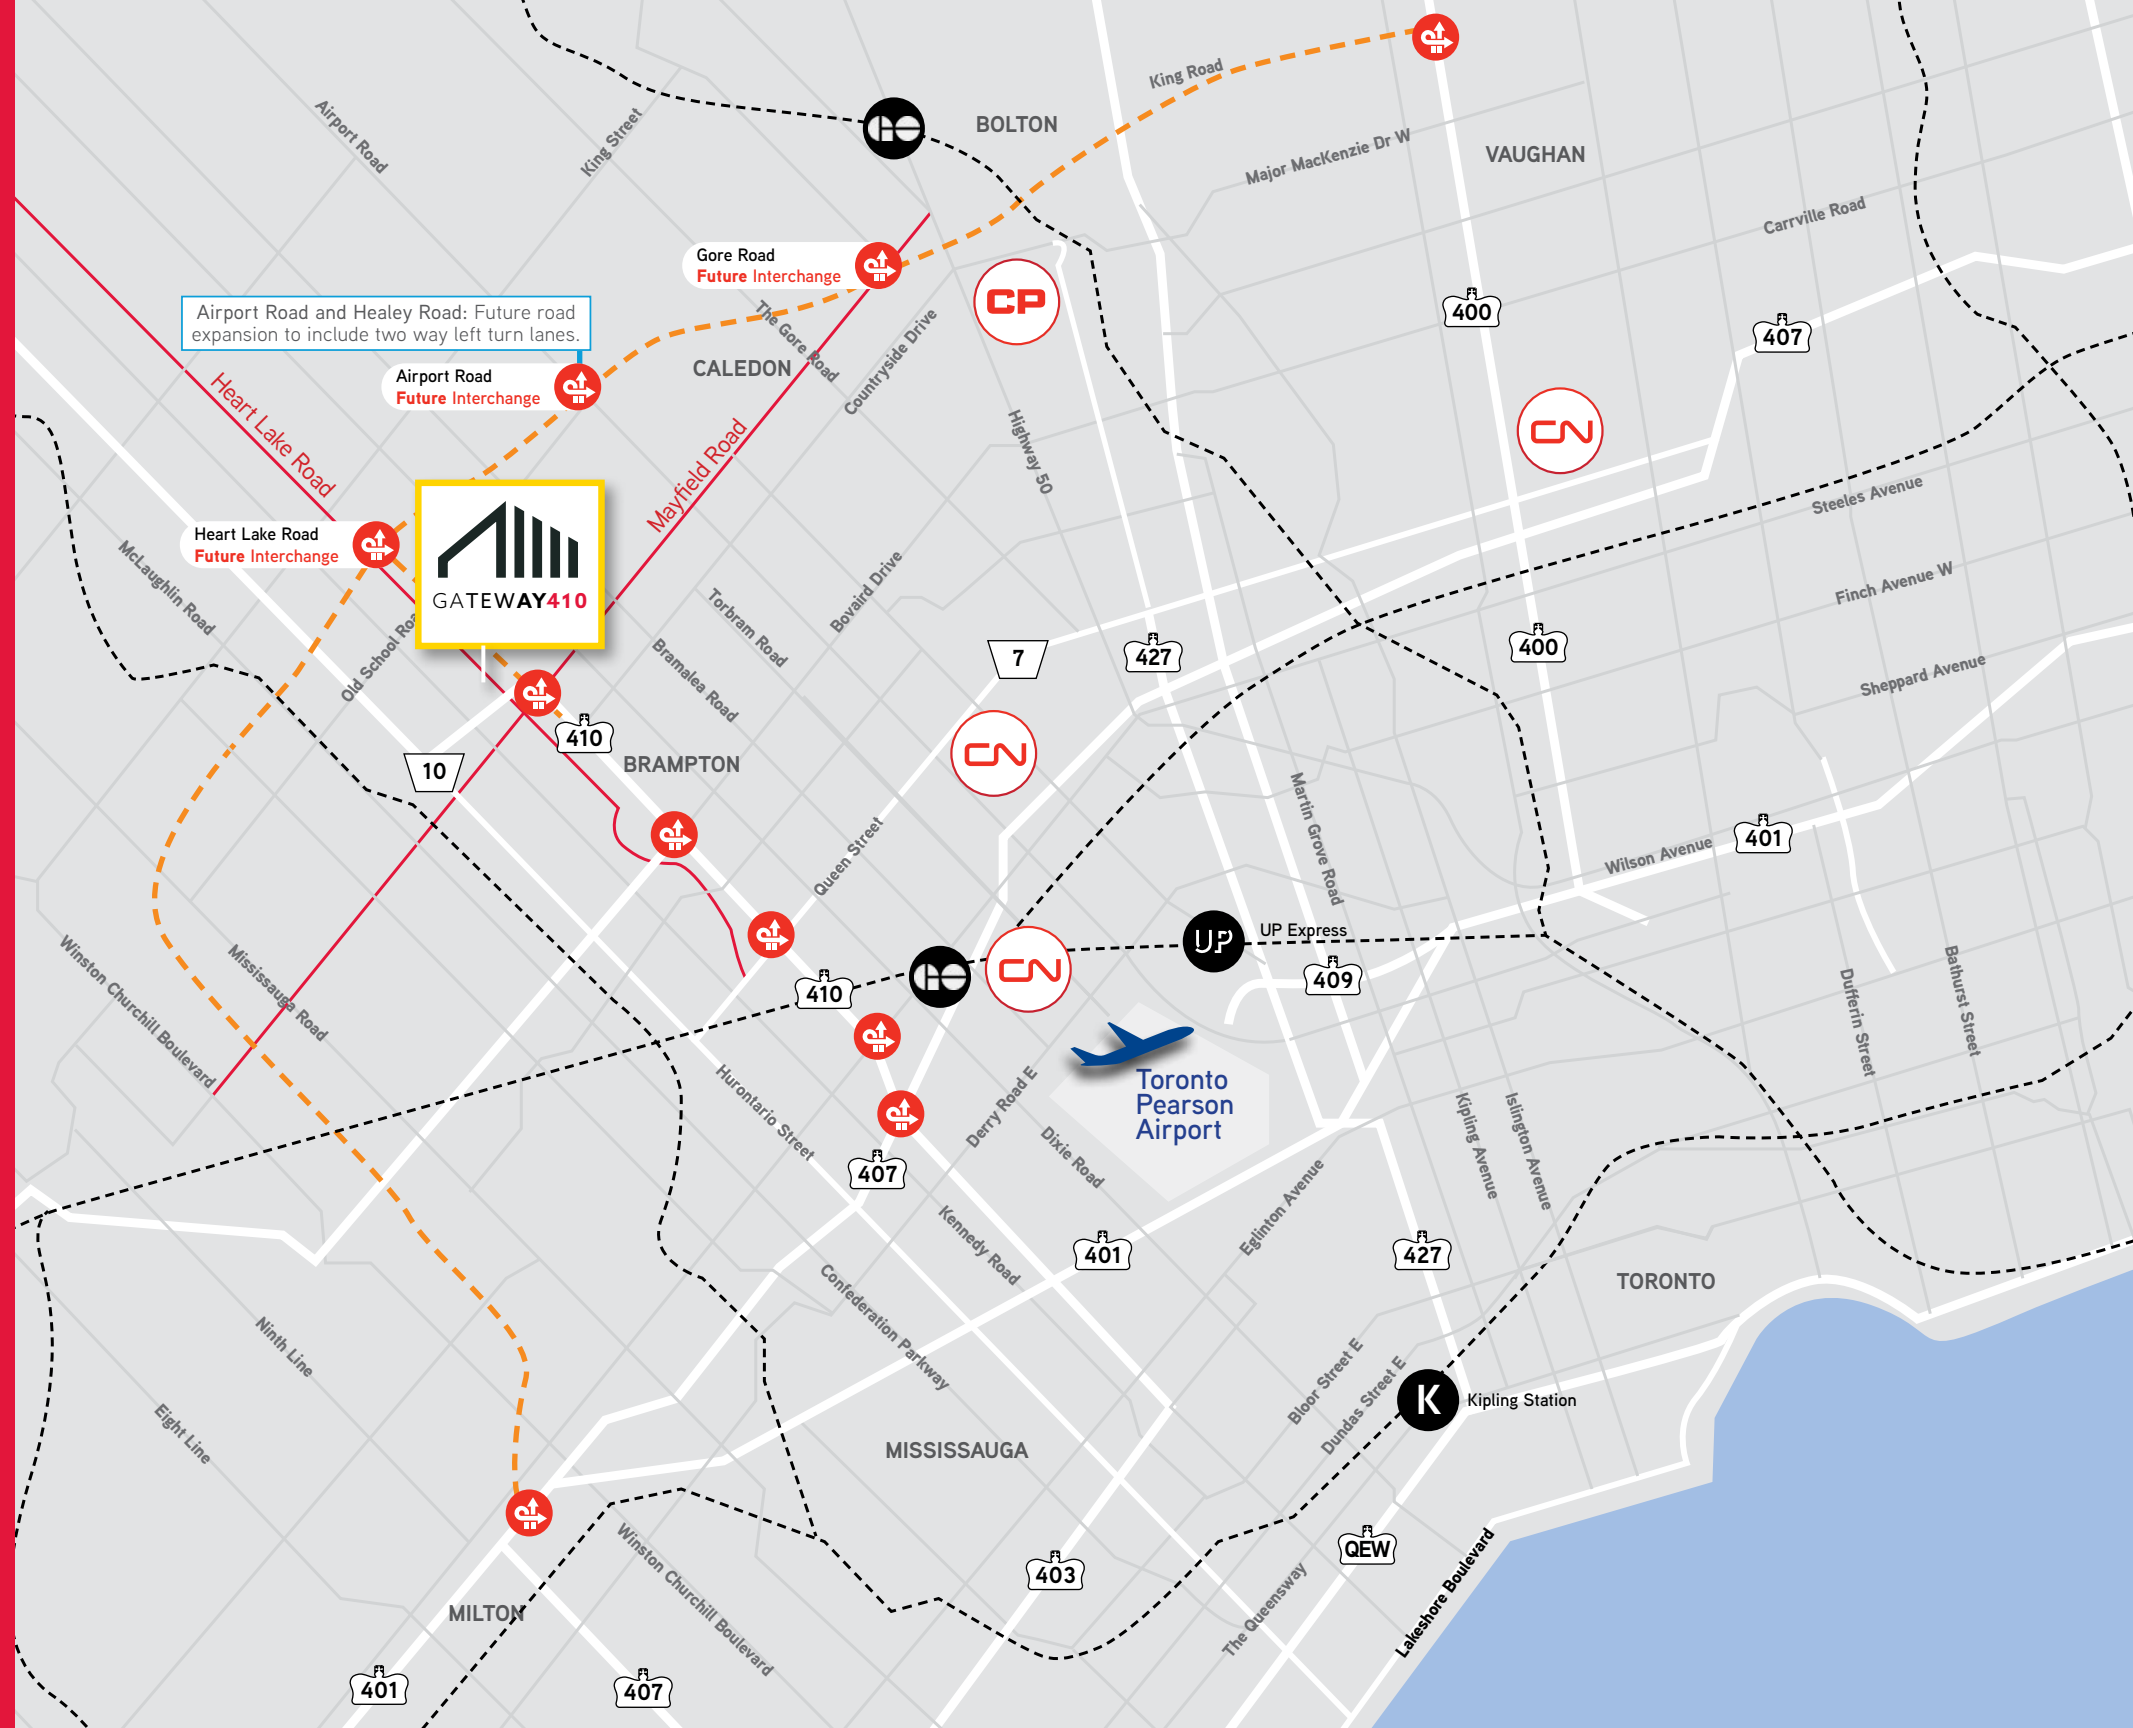 King Road
BOLTON
Airport Road
King Street
Major MacKenzie Dr W
VAUGHAN
Carrville Road
Gore Road
Future Interchange
CP
400
407
Airport Road and Healey Road: Future road
expansion to include two way left turn lanes.
The Gore Road
Countryside Drive
CALEDON
Airport Road
Future Interchange
Heart Lake Road
Mayfield Road
Highway 50
CN
Steeles Avenue
Heart Lake Road
Future Interchange
GATEWAY410
McLaughlin Road
Old School Roa
Torbram Road
Bovaird Drive
Finch Avenue W
Bramalea Road
7
427
400
Sheppard Avenue
410
10
BRAMPTON
CN
Martin Grove Road
Queen Street
Wilson Avenue
401
Winston Churchill Boulevard
Mississauga Road
410
GO
CN
UP
UP Express
409
Dufferin Street
Bathurst Street
Toronto
Pearson
Airport
Hurontario Street
Derry Road E
Dixie Road
Kipling Avenue
Islington Avenue
407
Kennedy Road
401
Eglinton Avenue
427
TORONTO
Confederation Parkway
Ninth Line
Eight Line
Bloor Street E
Dundas Street E
K
Kipling Station
MISSISSAUGA
QEW
Lakeshore Boulevard
403
The Queensway
Winston Churchill Boulevard
MILTON
401
407
GO